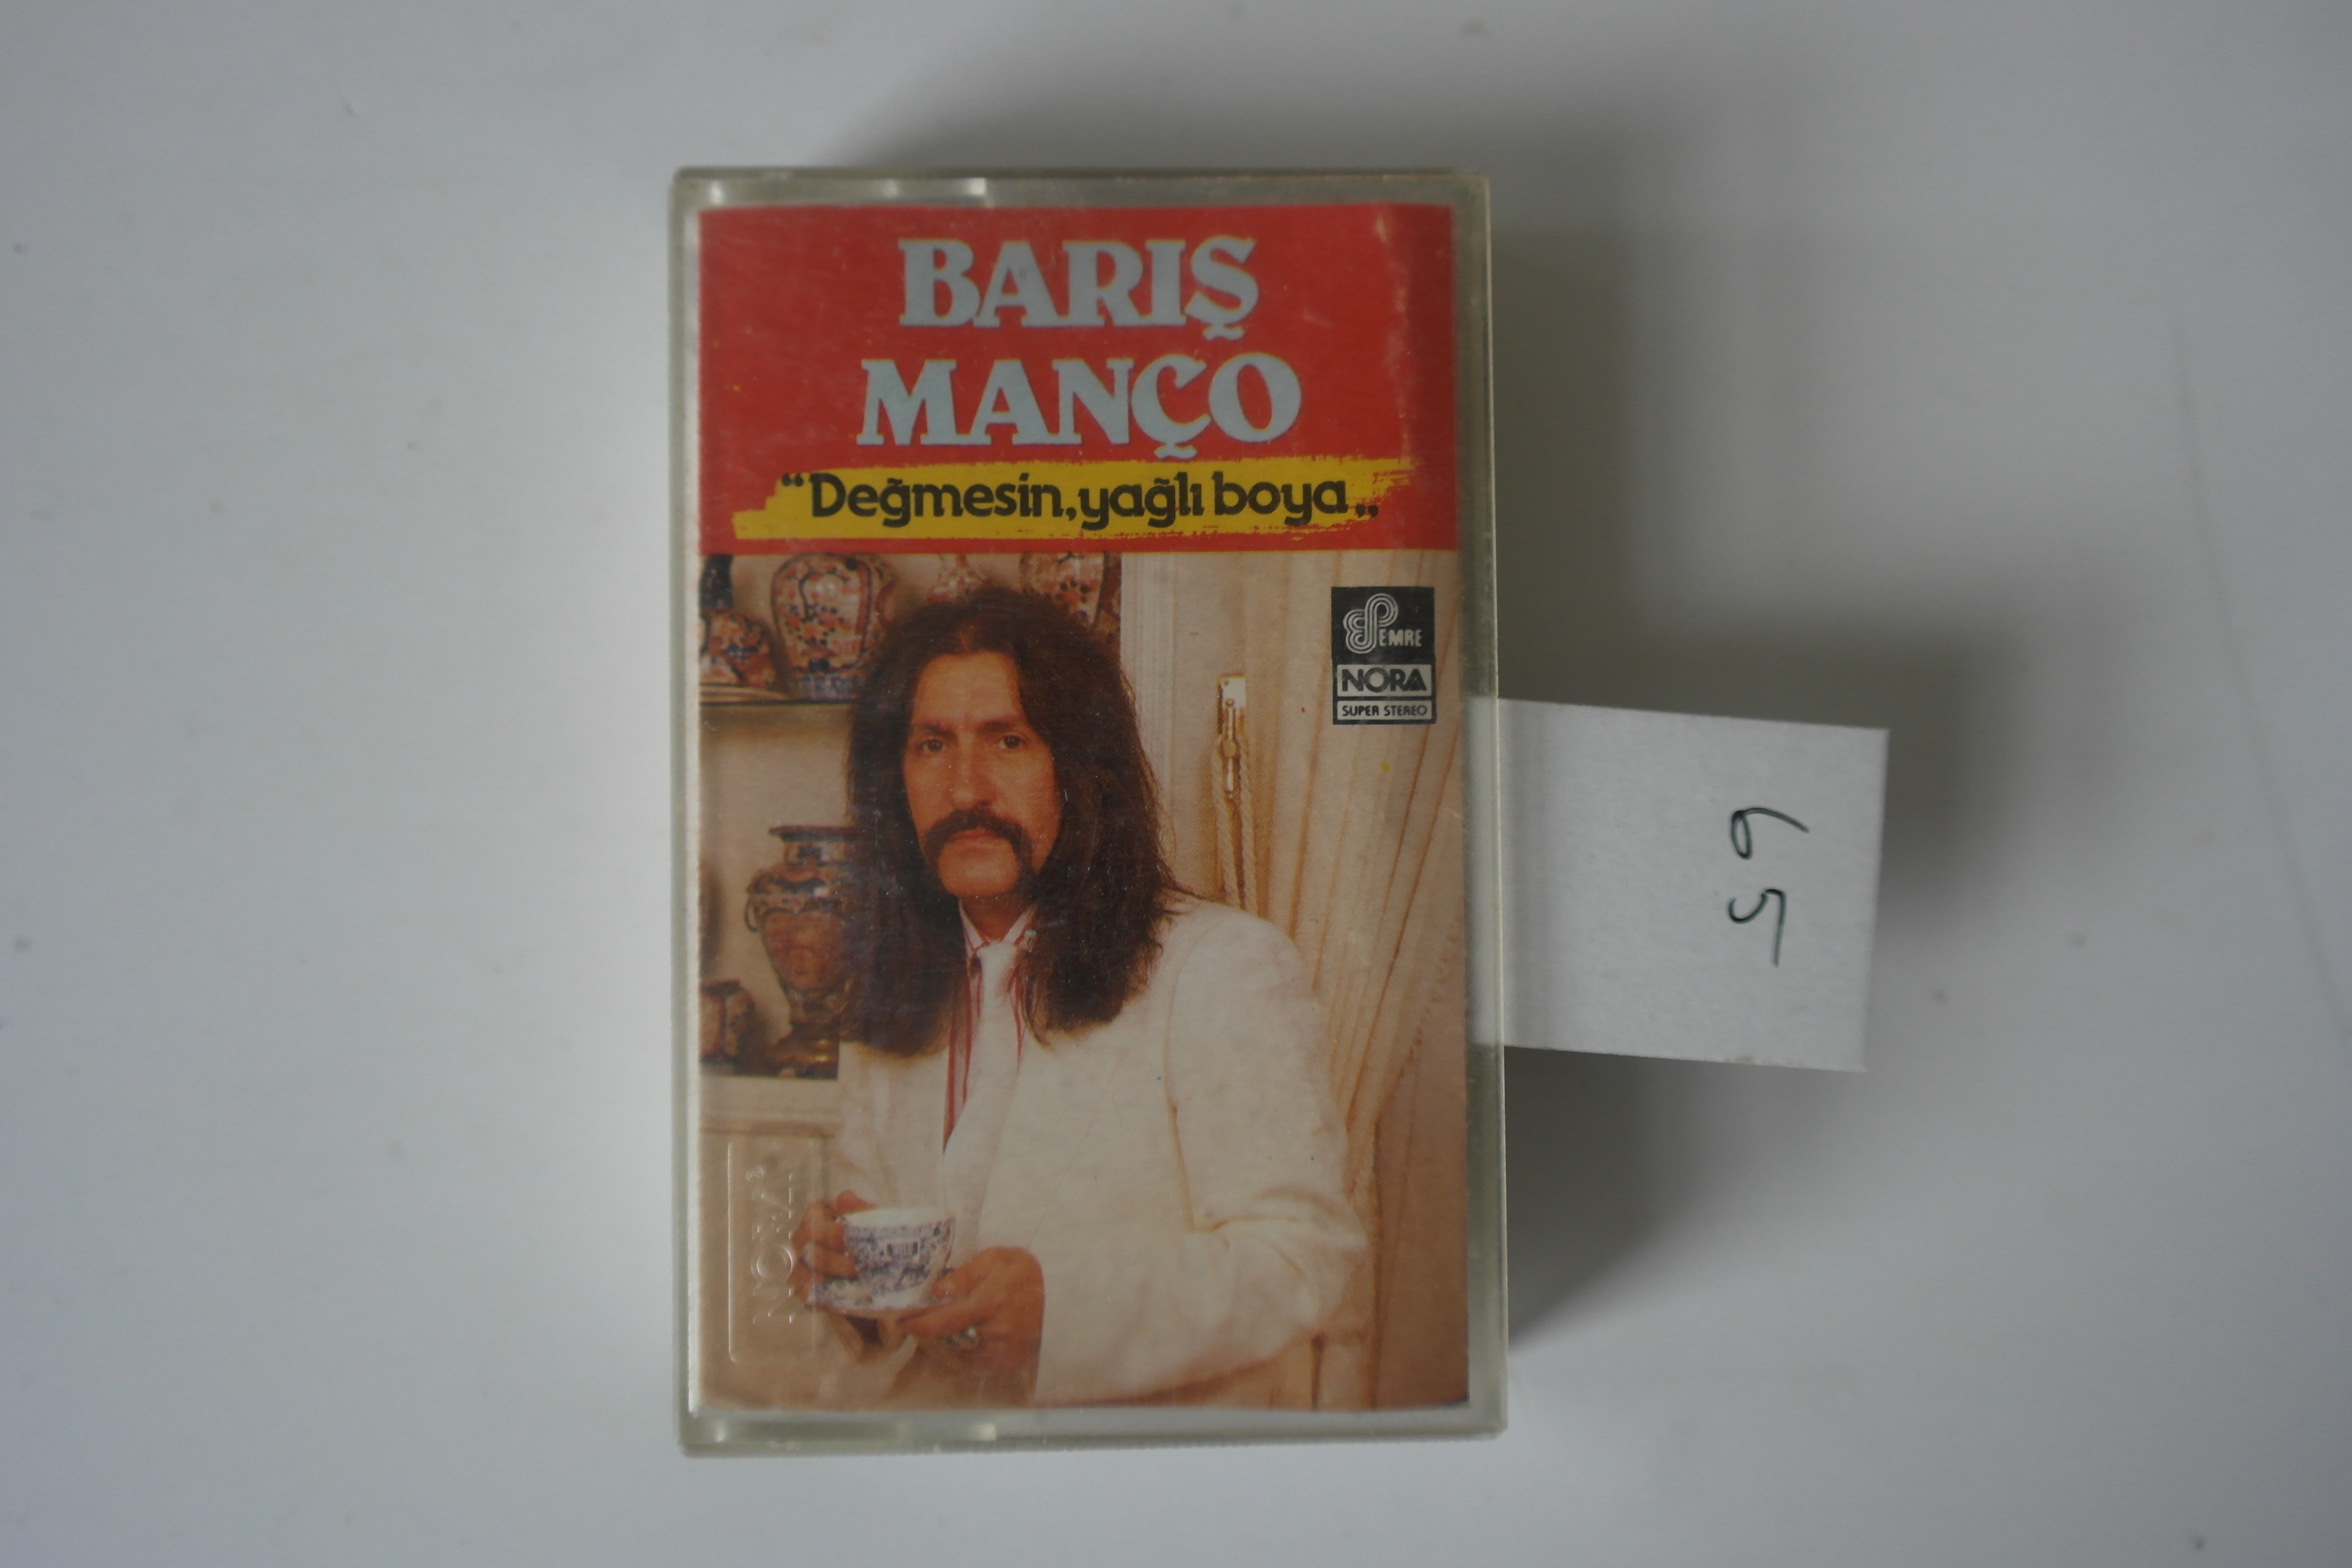 BARIŞ
MANÇO
“Değmesin,yağlı boya„
EMRE
NORA
SUPER STEREO
65
NORA®